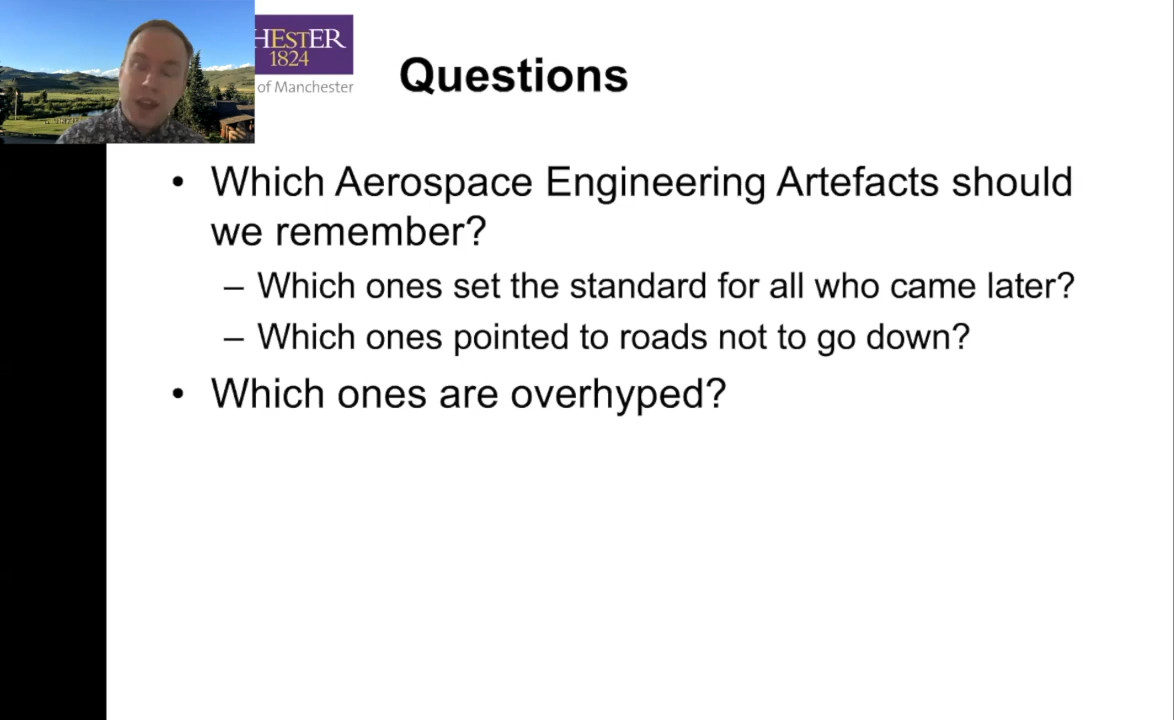 HESTER
1824
of Manchester
Questions
• Which Aerospace Engineering Artefacts should
we remember?
– Which ones set the standard for all who came later?
– Which ones pointed to roads not to go down?
• Which ones are overhyped?